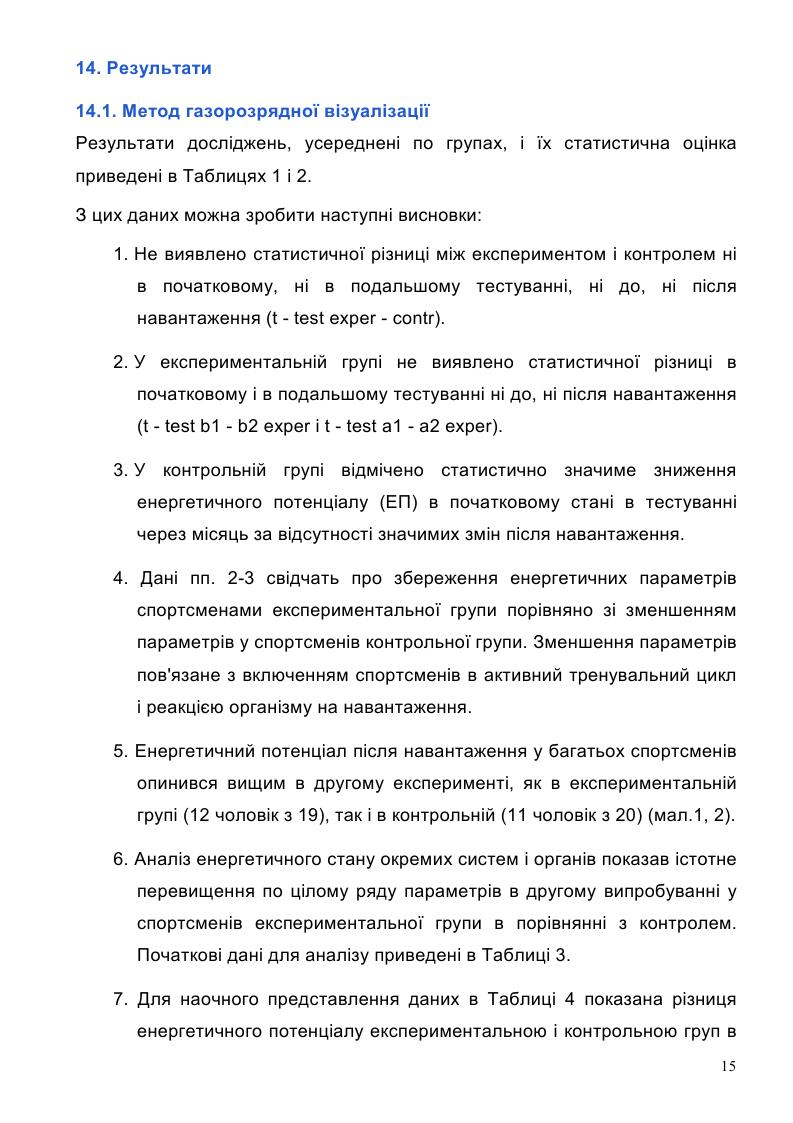 14. Результати
14.1. Метод газорозрядної візуалізації
Результати досліджень, усереднені по групах, і їх статистична оцінка
приведені в Таблицях 1 і 2.
З цих даних можна зробити наступні висновки:
1. Не виявлено статистичної різниці між експериментом і контролем ні
в початковому, ні в подальшому тестуванні, ні до, ні після
навантаження (t - test exper - contr).
2. У експериментальній групі не виявлено статистичної різниці в
початковому і в подальшому тестуванні ні до, ні після навантаження
(t - test b1 - b2 exper і t - test a1 - a2 exper).
3. У контрольній групі відмічено статистично значиме зниження
енергетичного потенціалу (ЕП) в початковому стані в тестуванні
через місяць за відсутності значимих змін після навантаження.
4. Дані пп. 2-3 свідчать про збереження енергетичних параметрів
спортсменами експериментальної групи порівняно зі зменшенням
параметрів у спортсменів контрольної групи. Зменшення параметрів
пов'язане з включенням спортсменів в активний тренувальний цикл
і реакцією організму на навантаження.
5. Енергетичний потенціал після навантаження у багатьох спортсменів
опинився вищим в другому експерименті, як в експериментальній
групі (12 чоловік з 19), так і в контрольній (11 чоловік з 20) (мал.1, 2).
6. Аналіз енергетичного стану окремих систем і органів показав істотне
перевищення по цілому ряду параметрів в другому випробуванні у
спортсменів експериментальної групи в порівнянні з контролем.
Початкові дані для аналізу приведені в Таблиці 3.
7. Для наочного представлення даних в Таблиці 4 показана різниця
енергетичного потенціалу експериментальною і контрольною груп в
15